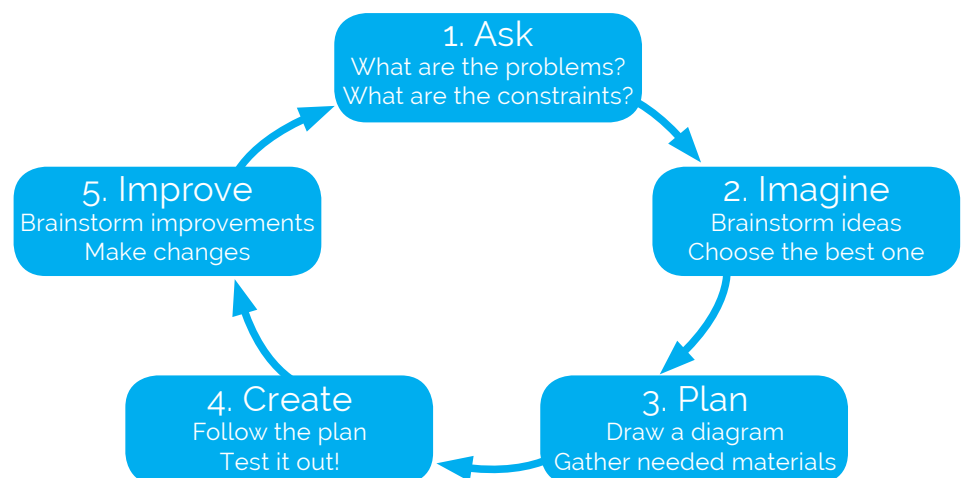 1. Ask
What are the problems?
What are the constraints?
2. Imagine
Brainstorm ideas
Choose the best one
3. Plan
Draw a diagram
Gather needed materials
4. Create
Follow the plan
Test it out!
5. Improve
Brainstorm improvements
Make changes